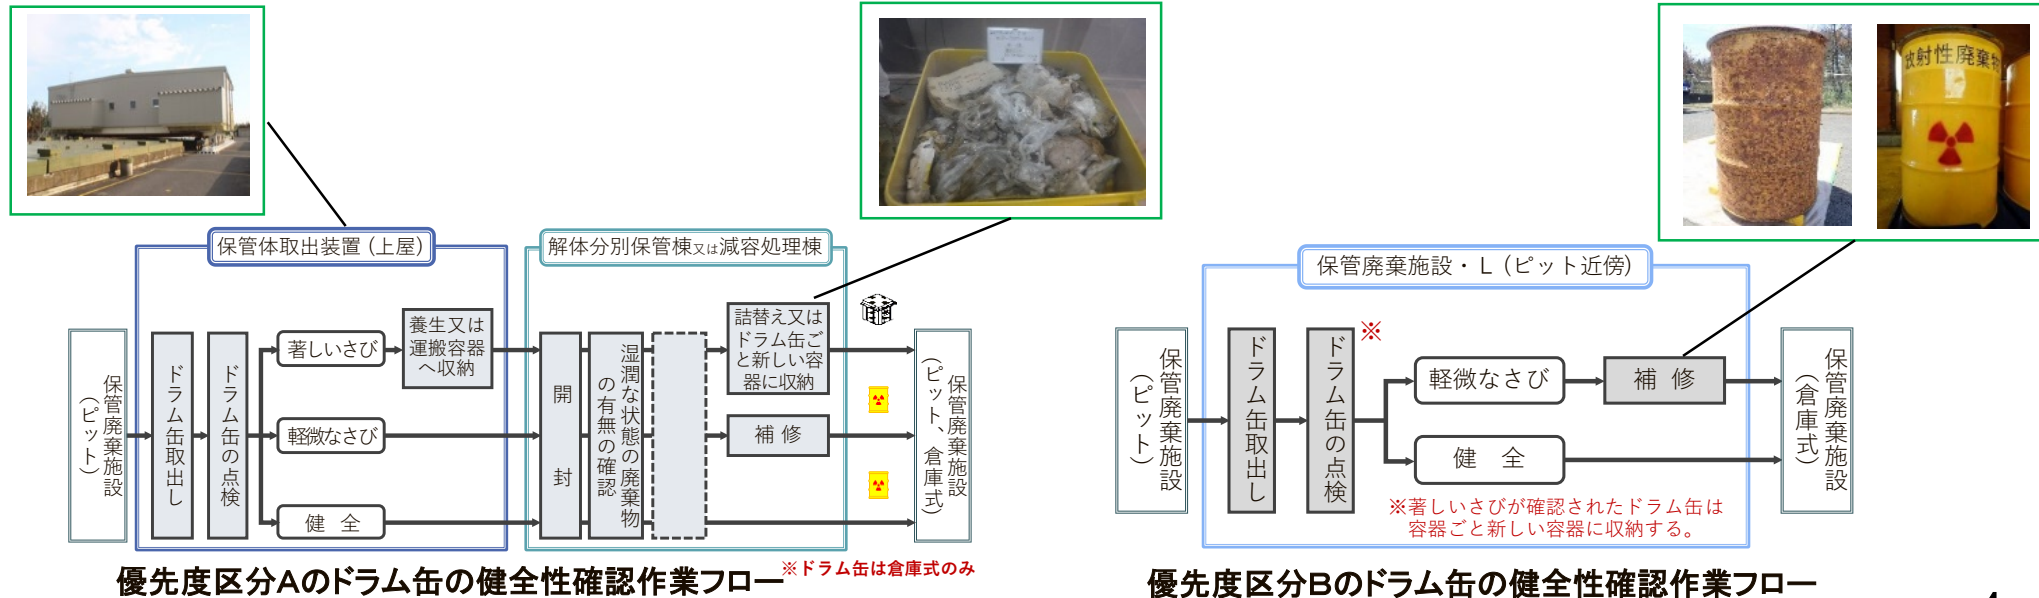 放射性廃棄物
保管体取出装置(上屋)
解体分別保管棟又は減容処理棟
保管廃棄施設
(ピット)
ドラム缶取出し
ドラム缶の点検
著しいさび
軽微なさび
健 全
養生又は
運搬容器
へ収納
開 封
湿潤な状態の廃棄物
の有無の確認
詰替え又は
ドラム缶ご
と新しい容
器に収納
補 修
保管廃棄施設
(ピット、倉庫式)
優先度区分Aのドラム缶の健全性確認作業フロー
※ドラム缶は倉庫式のみ
保管廃棄施設・L(ピット近傍)
保管廃棄施設
(ピット)
ドラム缶取出し
ドラム缶の点検
※
軽微なさび
健 全
補 修
保管廃棄施設
(倉庫式)
※著しいさびが確認されたドラム缶は
容器ごと新しい容器に収納する。
優先度区分Bのドラム缶の健全性確認作業フロー